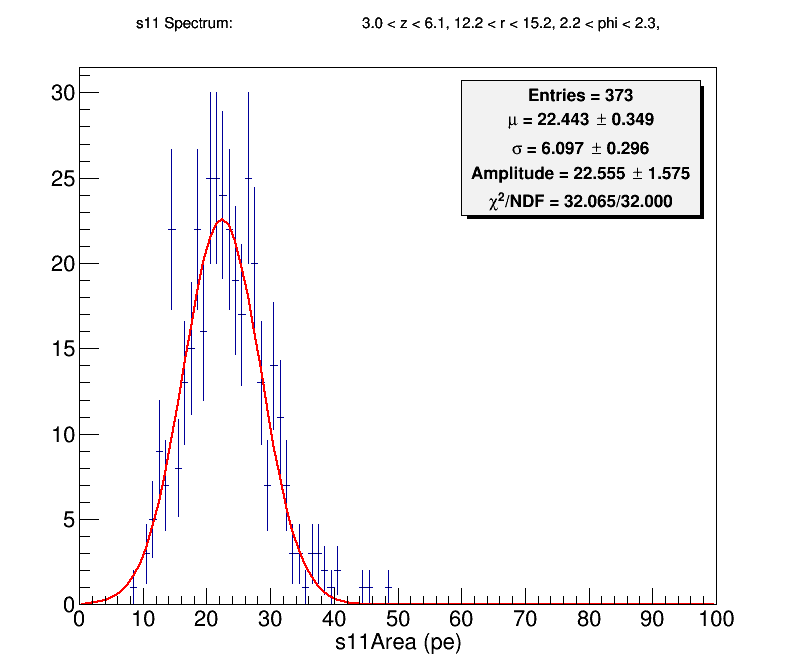 s11 Spectrum: 3.0 < z < 6.1, 12.2 < r < 15.2, 2.2 < phi < 2.3,
Entries = 373
μ = 22.443 ± 0.349
σ = 6.097 ± 0.296
Amplitude = 22.555 ± 1.575
χ²/NDF = 32.065/32.000
30
25
20
15
10
5
0
0 10 20 30 40 50 60 70 80 90 100
s11Area (pe)